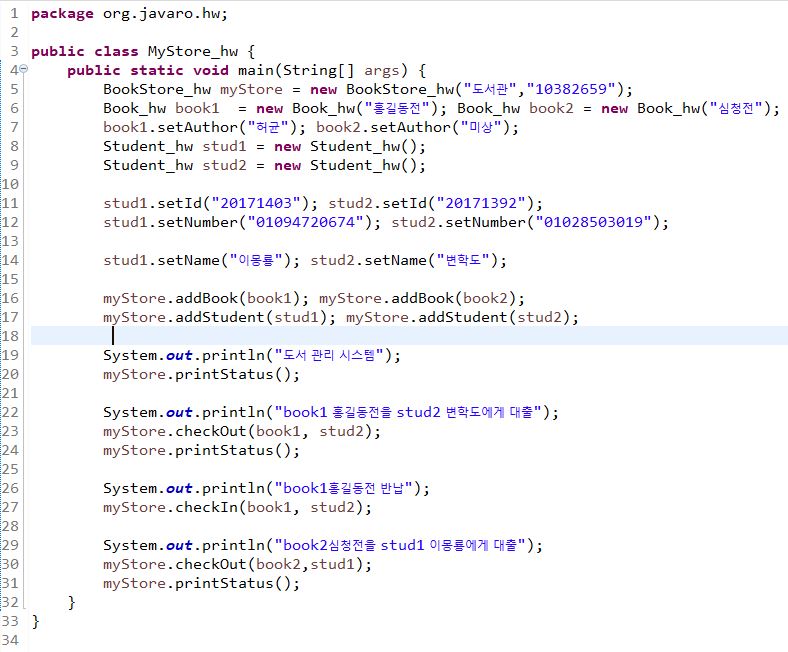 1 package org.javaro.hw;
2
3 public class MyStore_hw {
4 public static void main(String[] args) {
5 BookStore_hw myStore = new BookStore_hw("도서관","10382659");
6 Book_hw book1  = new Book_hw("홍길동전"); Book_hw book2 = new Book_hw("심청전");
7 book1.setAuthor("허균"); book2.setAuthor("미상");
8 Student_hw stud1 = new Student_hw();
9 Student_hw stud2 = new Student_hw();
10
11 stud1.setId("20171403"); stud2.setId("20171392");
12 stud1.setNumber("01094720674"); stud2.setNumber("01028503019");
13
14 stud1.setName("이몽룡"); stud2.setName("변학도");
15
16 myStore.addBook(book1); myStore.addBook(book2);
17 myStore.addStudent(stud1); myStore.addStudent(stud2);
18
19 System.out.println("도서 관리 시스템");
20 myStore.printStatus();
21
22 System.out.println("book1 홍길동전을 stud2 변학도에게 대출");
23 myStore.checkOut(book1, stud2);
24 myStore.printStatus();
25
26 System.out.println("book1홍길동전 반납");
27 myStore.checkIn(book1, stud2);
28
29 System.out.println("book2심청전을 stud1 이몽룡에게 대출");
30 myStore.checkOut(book2,stud1);
31 myStore.printStatus();
32 }
33 }
34